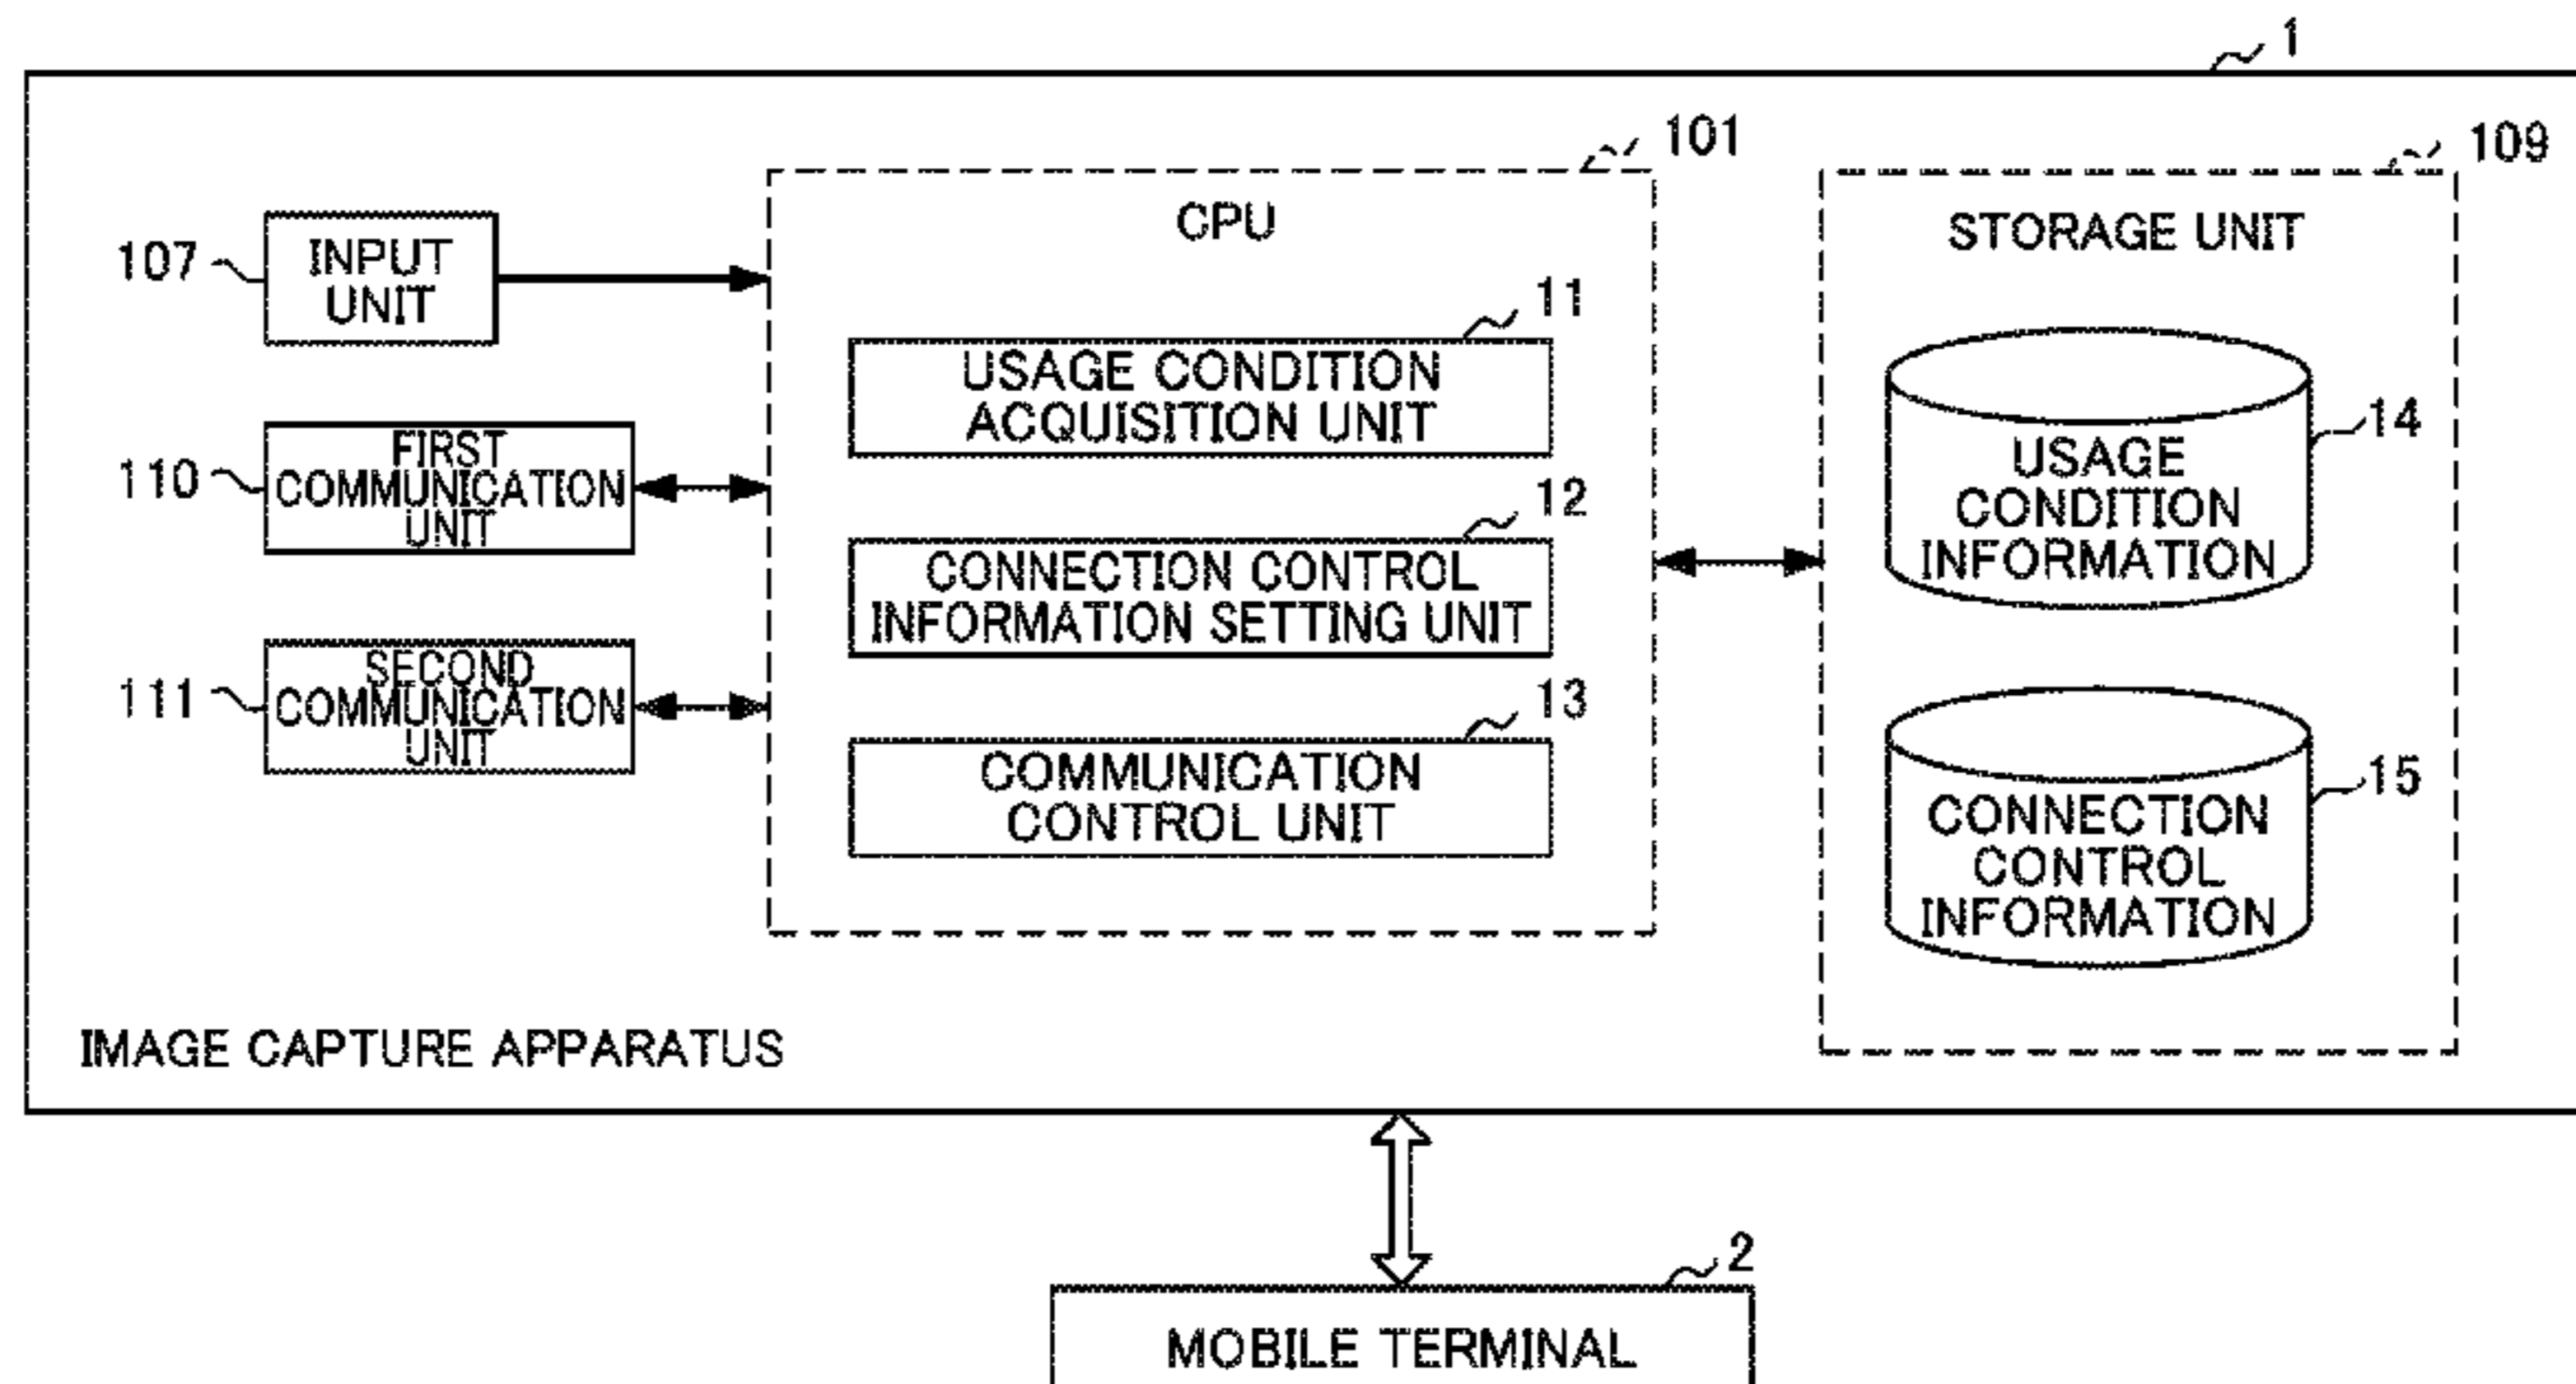 1
101
109
CPU
STORAGE UNIT
107
INPUT
UNIT
11
USAGE CONDITION
ACQUISITION UNIT
14
USAGE
CONDITION
INFORMATION
110
FIRST
COMMUNICATION
UNIT
12
CONNECTION CONTROL
INFORMATION SETTING UNIT
111
SECOND
COMMUNICATION
UNIT
13
COMMUNICATION
CONTROL UNIT
15
CONNECTION
CONTROL
INFORMATION
IMAGE CAPTURE APPARATUS
2
MOBILE TERMINAL